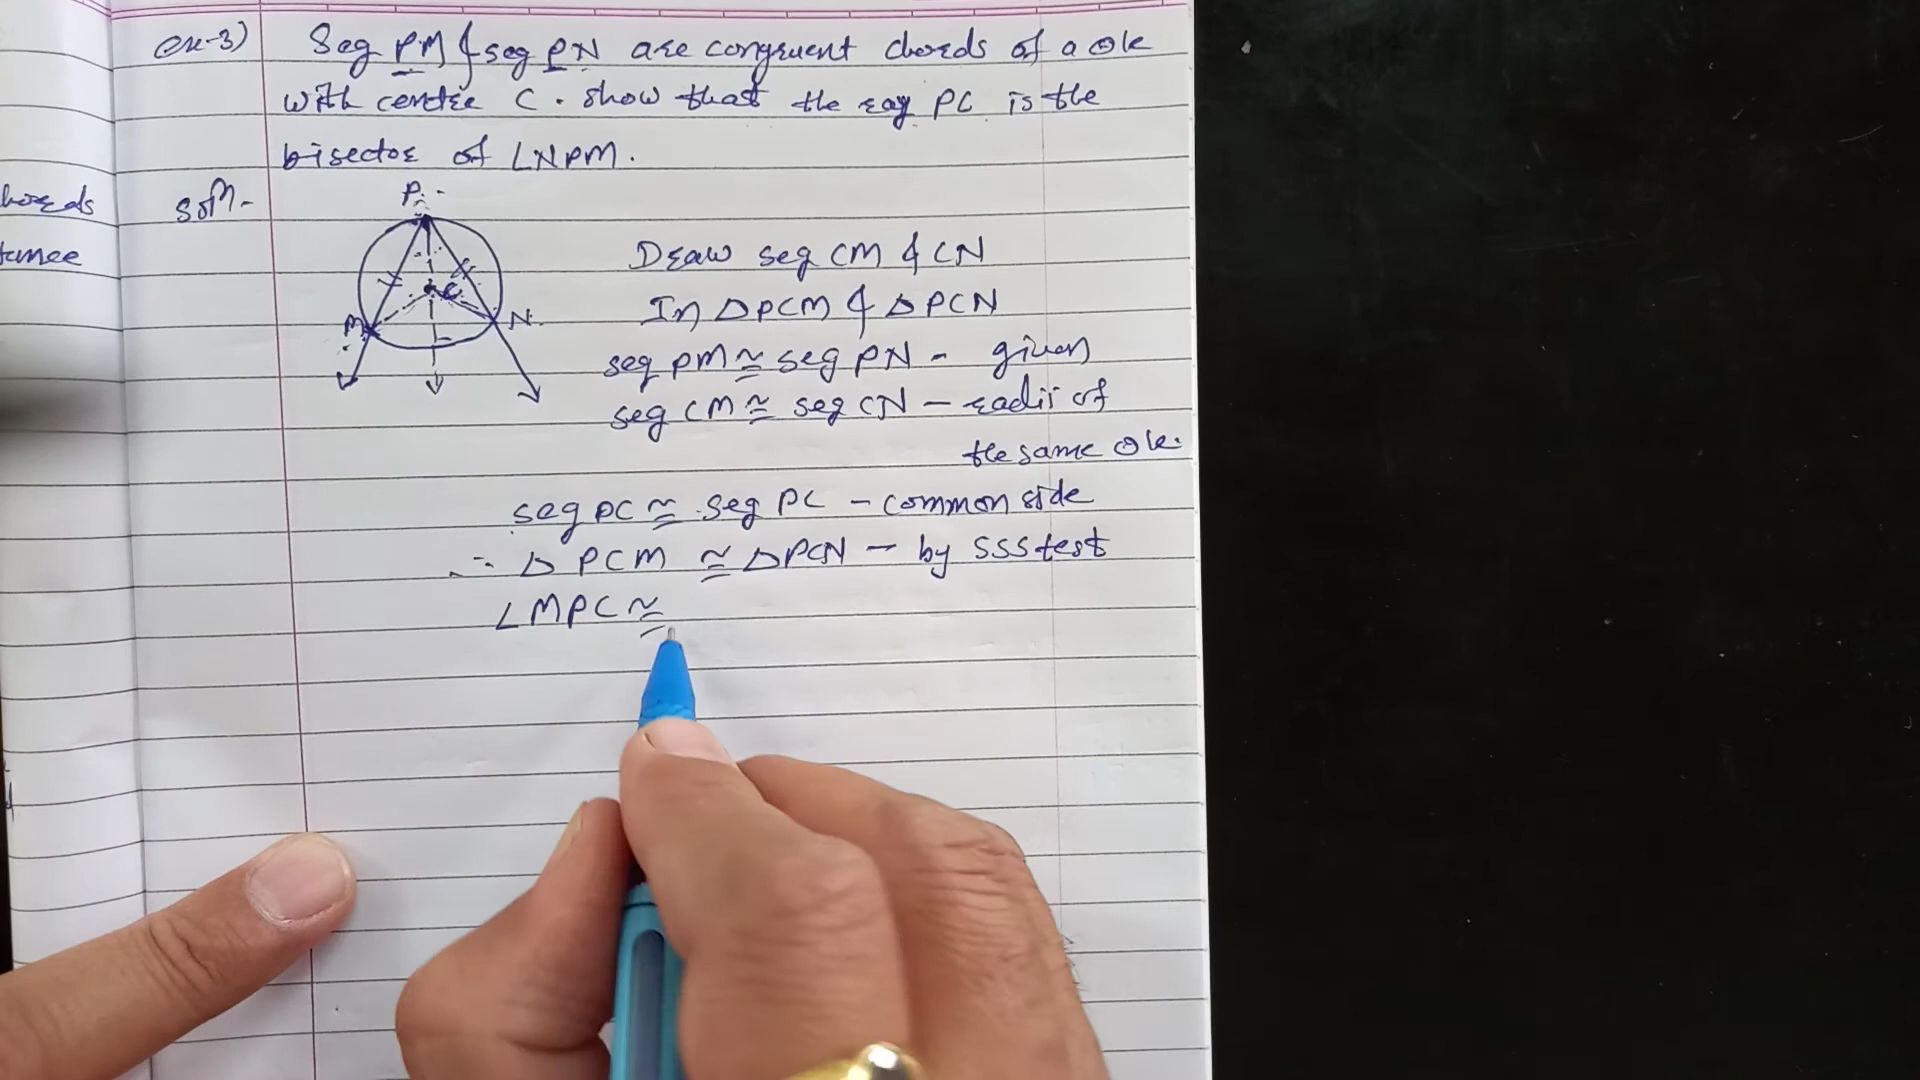 ex-3) Seg PM & seg PN are congruent chords of a ⊙le
with centre C. show that the ray PC is the
bisector of ∠NPM.
solⁿ-
P
M
C
N
Draw seg CM & CN
In △PCM & △PCN
seg PM ≅ seg PN - given
seg CM ≅ seg CN - radii of
the same ⊙le.
seg PC ≅ seg PC - common side
∴ △ PCM ≅ △PCN - by SSS test
∠MPC ≅